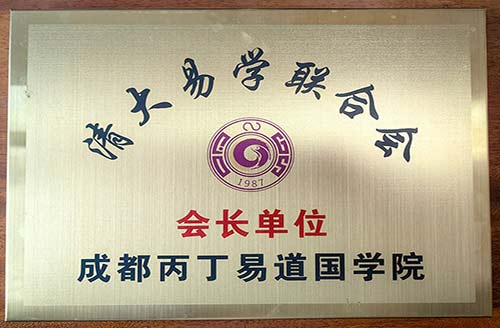 清大易学联合会
1987
会长单位
成都丙丁易道国学院